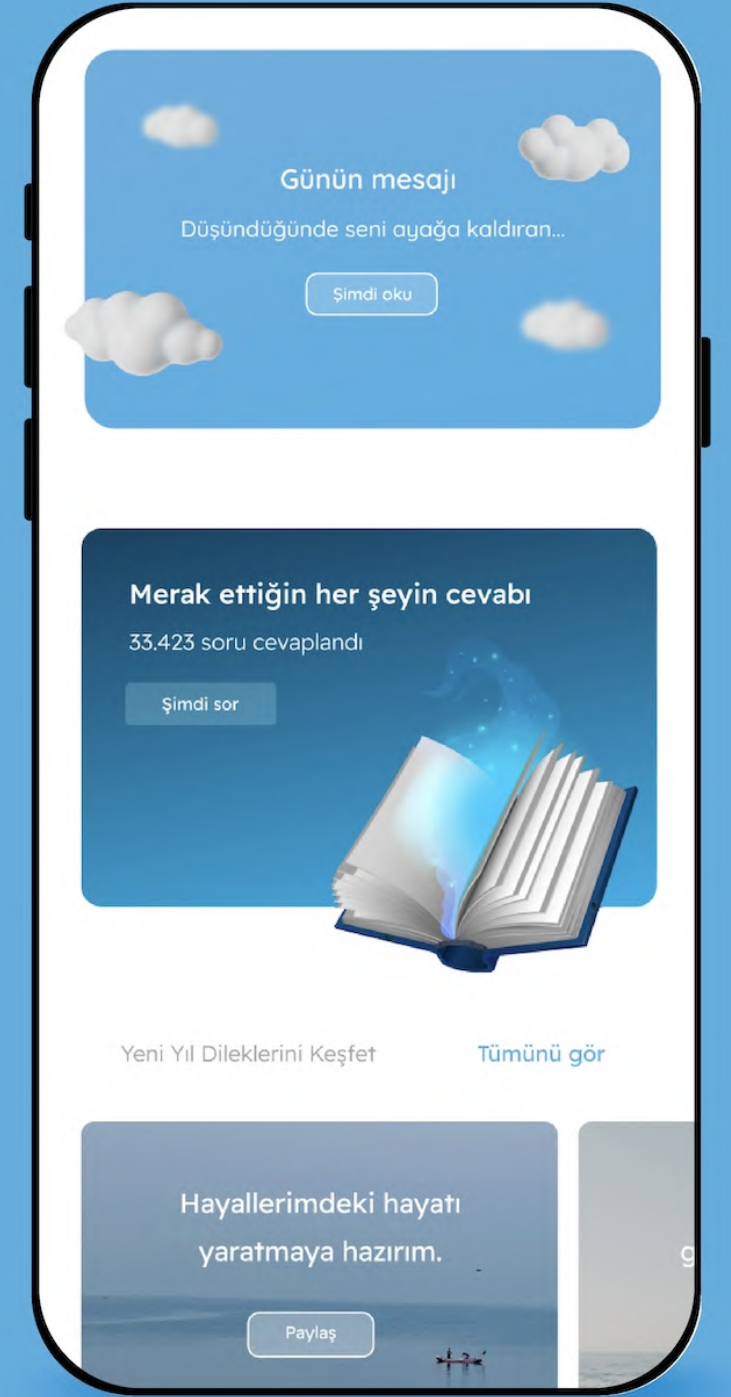 Günün mesajı
Düşündüğünde seni ayağa kaldıran...
Şimdi oku
Merak ettiğin her şeyin cevabı
33.423 soru cevaplandı
Şimdi sor
Yeni Yıl Dileklerini Keşfet
Tümünü gör
Hayallerimdeki hayatı
yaratmaya hazırım.
Paylaş